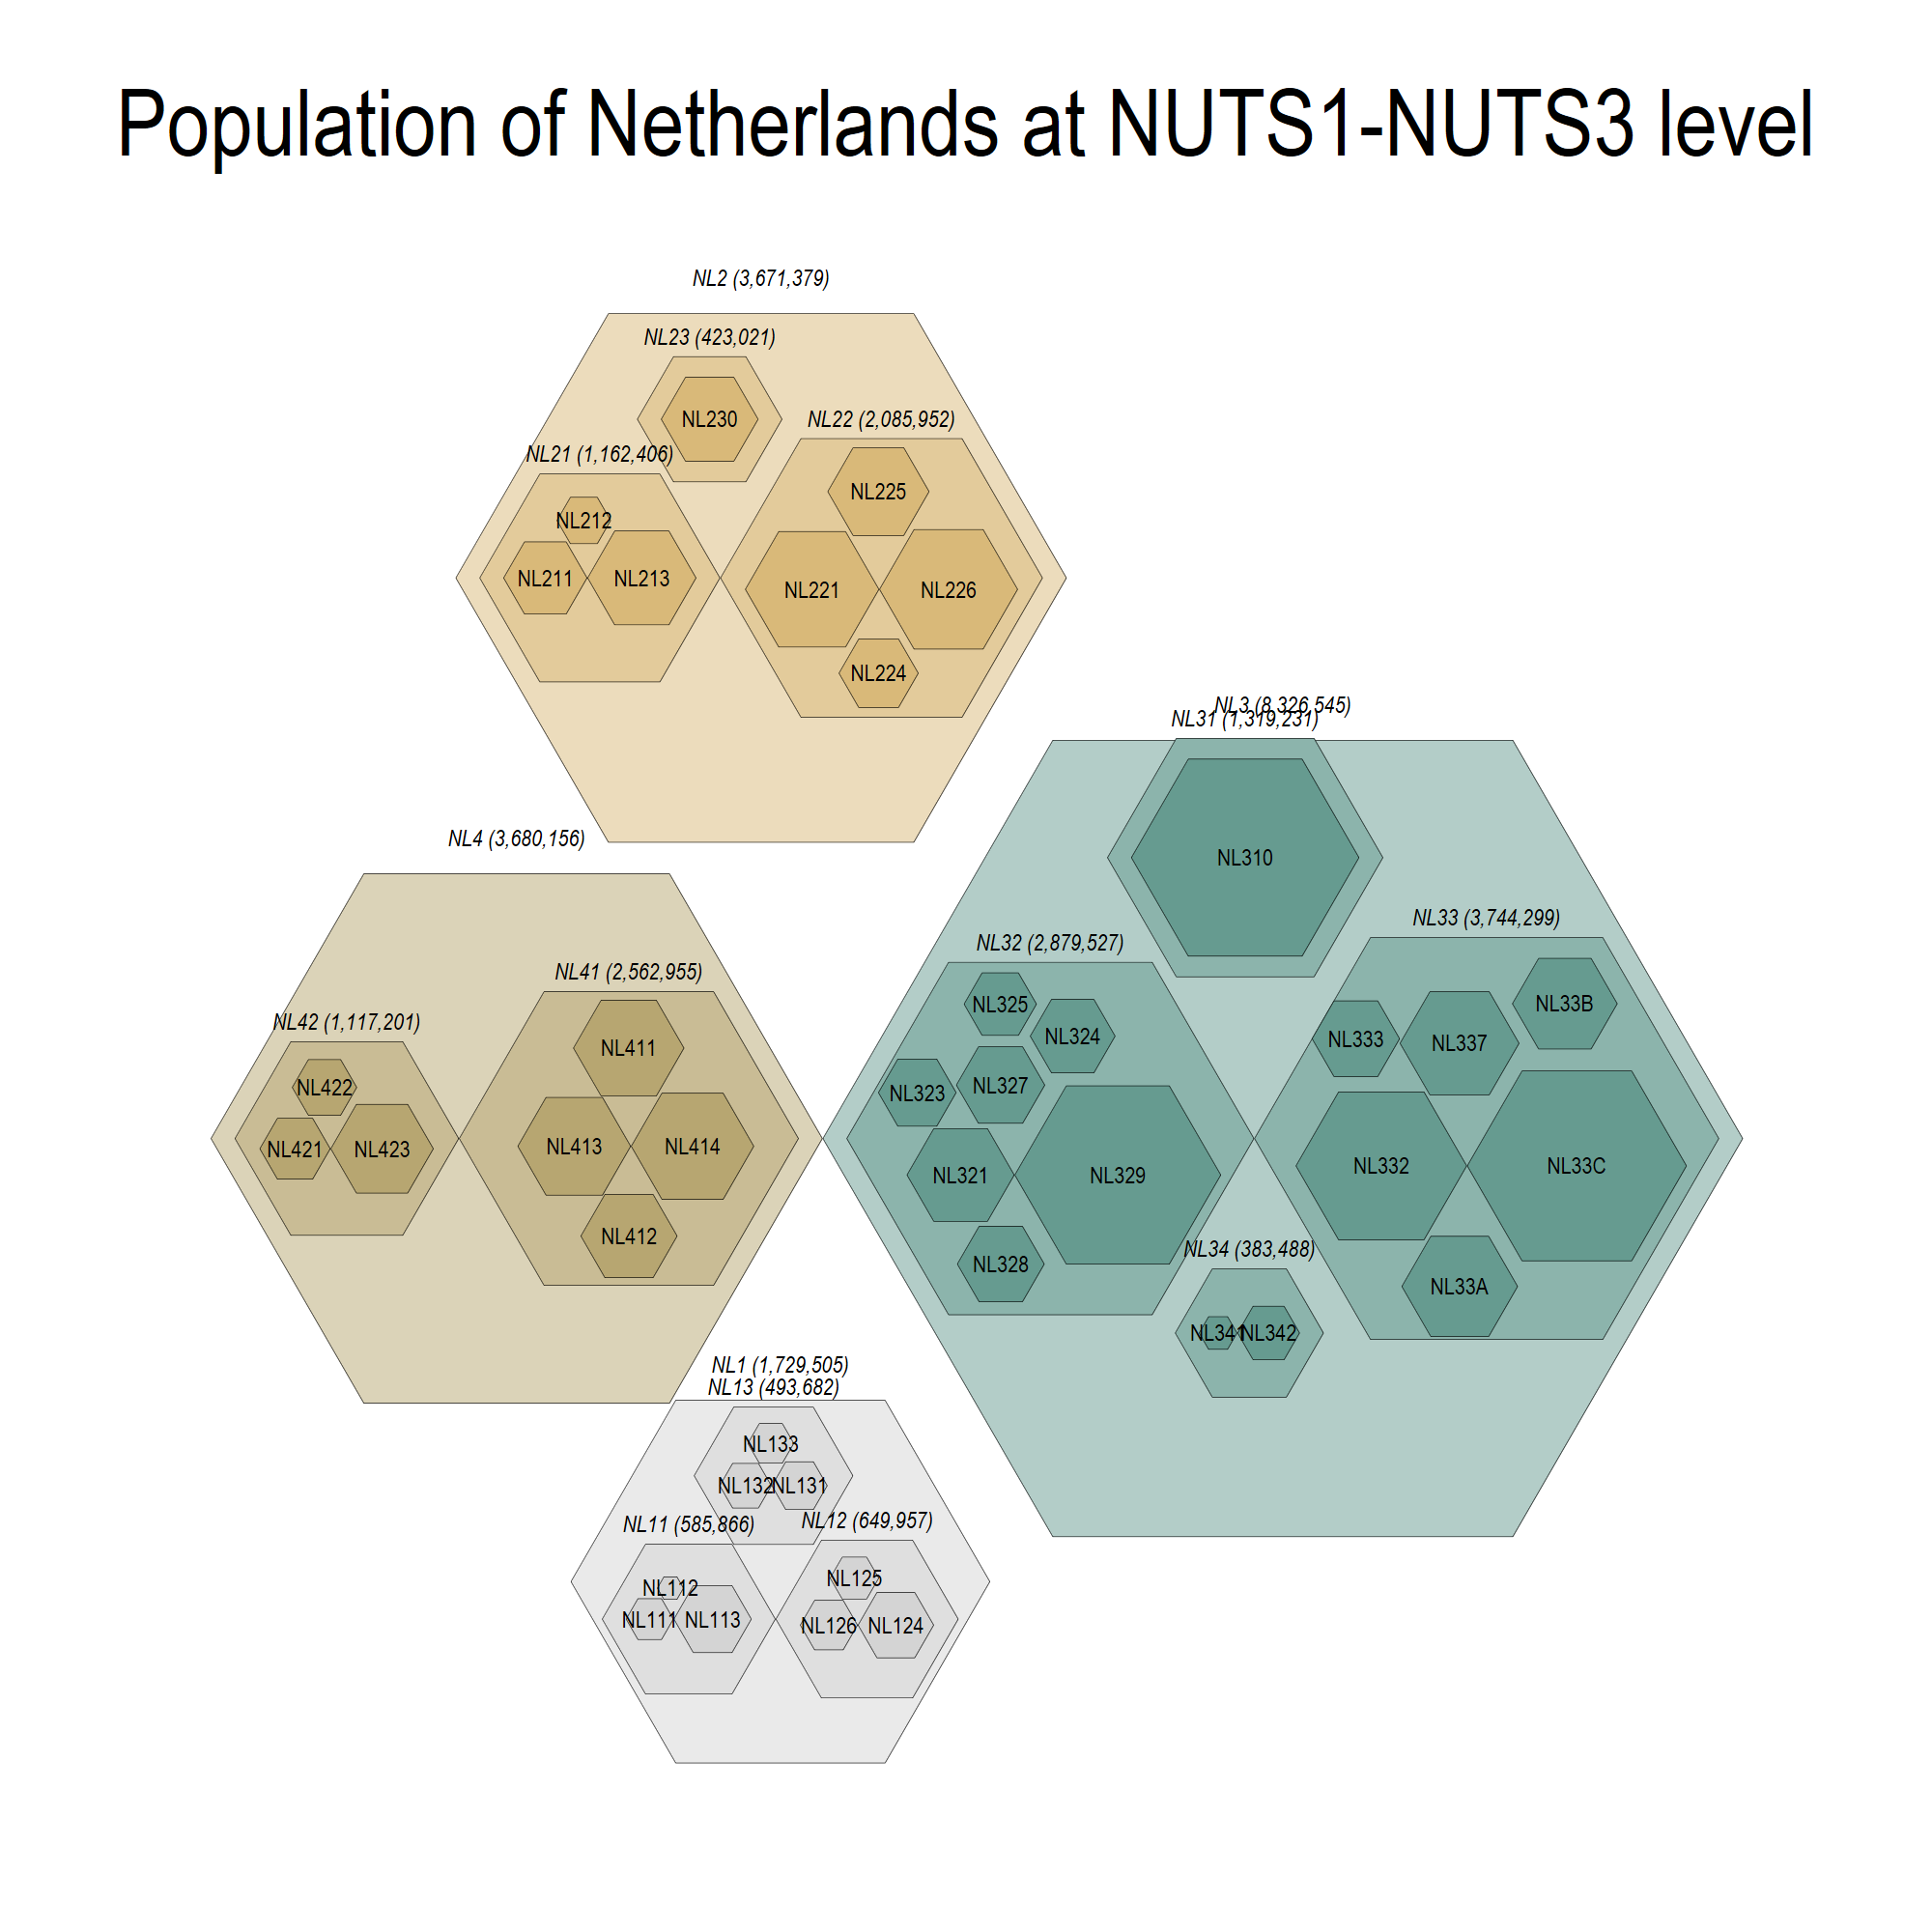 Population of Netherlands at NUTS1-NUTS3 level
NL2 (3,671,379)
NL23 (423,021)
NL230
NL22 (2,085,952)
NL21 (1,162,406)
NL225
NL212
NL211
NL213
NL221
NL226
NL224
NL3 (8,326,545)
NL31 (1,319,231)
NL310
NL4 (3,680,156)
NL33 (3,744,299)
NL32 (2,879,527)
NL41 (2,562,955)
NL42 (1,117,201)
NL325
NL324
NL33B
NL333
NL337
NL411
NL422
NL323
NL327
NL421
NL423
NL413
NL414
NL321
NL329
NL332
NL33C
NL412
NL328
NL34 (383,488)
NL33A
NL341
NL342
NL1 (1,729,505)
NL13 (493,682)
NL133
NL132
NL131
NL11 (585,866)
NL12 (649,957)
NL112
NL125
NL111
NL113
NL126
NL124